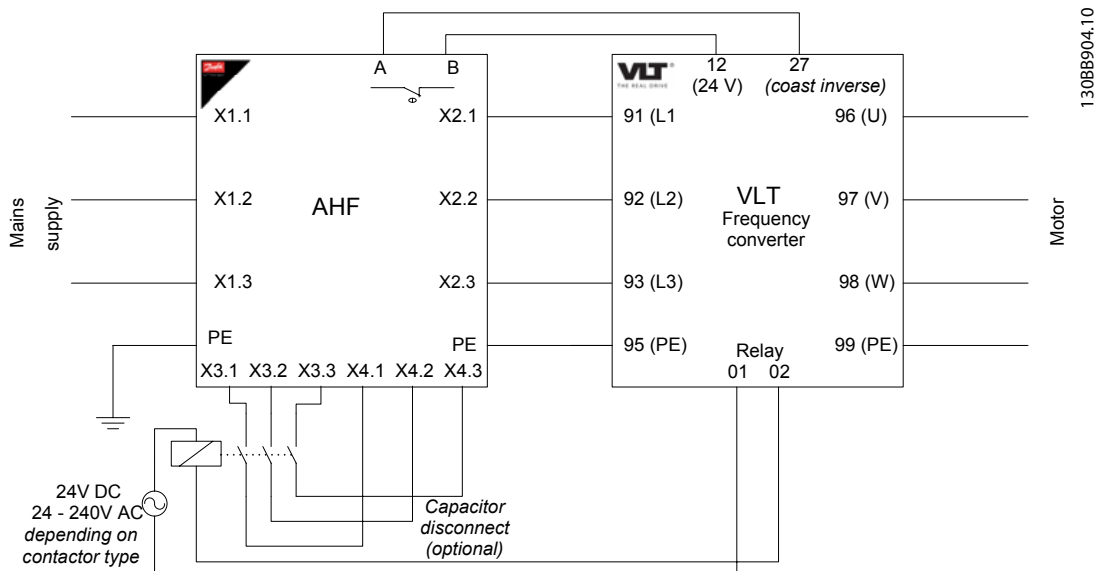 130BB904.10
Danfoss
A B
VLT®
THE REAL DRIVE
12 27
(24 V) (coast inverse)
X1.1 X2.1 91 (L1 96 (U)
Mains supply
X1.2 AHF X2.2 92 (L2) VLT 97 (V)
Frequency
converter
Motor
X1.3 X2.3 93 (L3) 98 (W)
PE PE 95 (PE) Relay 99 (PE)
01 02
X3.1 X3.2 X3.3 X4.1 X4.2 X4.3
24V DC
24 - 240V AC
depending on
contactor type
Capacitor
disconnect
(optional)